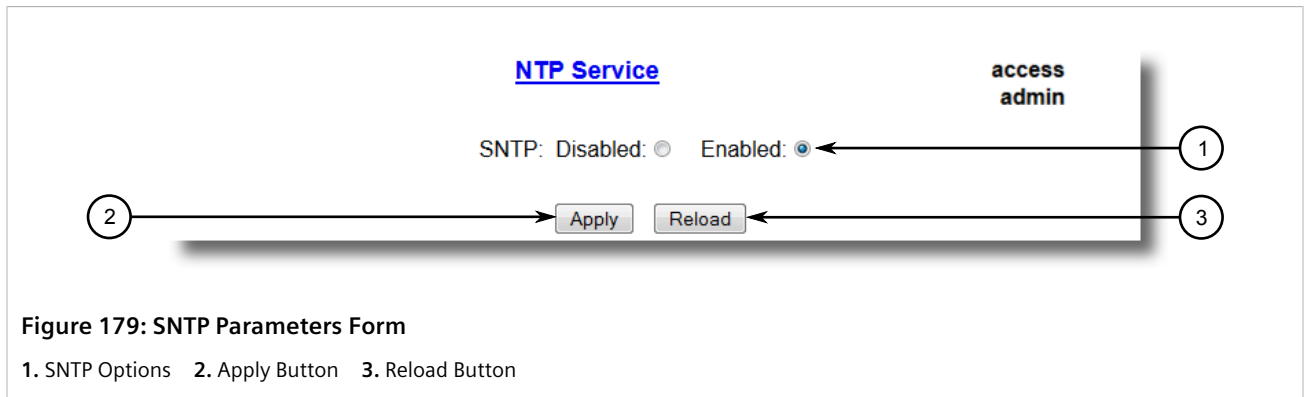 NTP Service
access
admin
SNTP: Disabled: Enabled:
1
2
Apply Reload
3
Figure 179: SNTP Parameters Form
1. SNTP Options 2. Apply Button 3. Reload Button